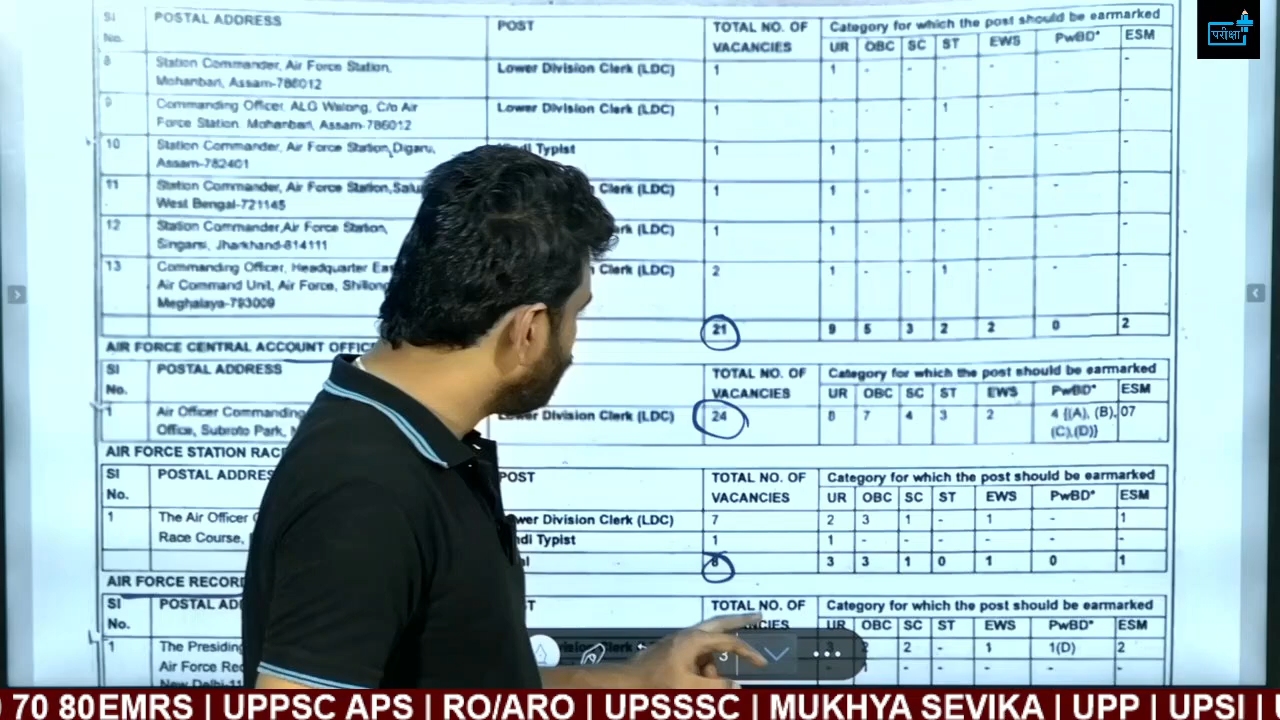 परीक्षा
Sl No. POSTAL ADDRESS POST TOTAL NO. OF VACANCIES Category for which the post should be earmarked
UR OBC SC ST EWS PwBD* ESM
8 Station Commander, Air Force Station, Lower Division Clerk (LDC) 1 1 - - - - - -
Mohanbari, Assam-786012
9 Commanding Officer, ALG Walong, C/o Air Lower Division Clerk (LDC) 1 - - - 1 - - -
Force Station Mohanbari, Assam-786012
10 Station Commander, Air Force Station,Digaru, Typist 1 1 - - - - - -
Assam-782401
11 Station Commander, Air Force Station, Clerk (LDC) 1 1 - - - - - -
West Bengal-721145
12 Station Commander,Air Force Station, Clerk (LDC) 1 1 - - - - - -
Singarsi, Jharkhand-814111
13 Commanding Officer, Headquarter Clerk (LDC) 2 1 - - 1 - - -
Air Command Unit, Air Force,
Meghalaya-793009
21 9 5 3 2 2 0 2
AIR FORCE CENTRAL ACCOUNT
Sl No. POSTAL ADDRESS TOTAL NO. OF VACANCIES Category for which the post should be earmarked
UR OBC SC ST EWS PwBD* ESM
1 Air Officer Commanding Lower Division Clerk (LDC) 24 8 7 4 3 2 4 {(A), (B), 07
Office, Subroto Park, (C),(D)}
AIR FORCE STATION
Sl No. POSTAL POST TOTAL NO. OF VACANCIES Category for which the post should be earmarked
UR OBC SC ST EWS PwBD* ESM
1 The Air Officer Division Clerk (LDC) 7 2 3 1 - 1 - 1
Race Course, Typist 1 1 - - - - - -
8 3 3 1 0 1 0 1
AIR FORCE RECORD
Sl No. POSTAL TOTAL NO. OF Category for which the post should be earmarked
UR OBC SC ST EWS PwBD* ESM
1 The 2 2 - 1 1(D) 2
Air Force
3
70 80 EMRS | UPPSC APS | RO/ARO | UPSSSC | MUKHYA SEVIKA | UPP | UPSI |